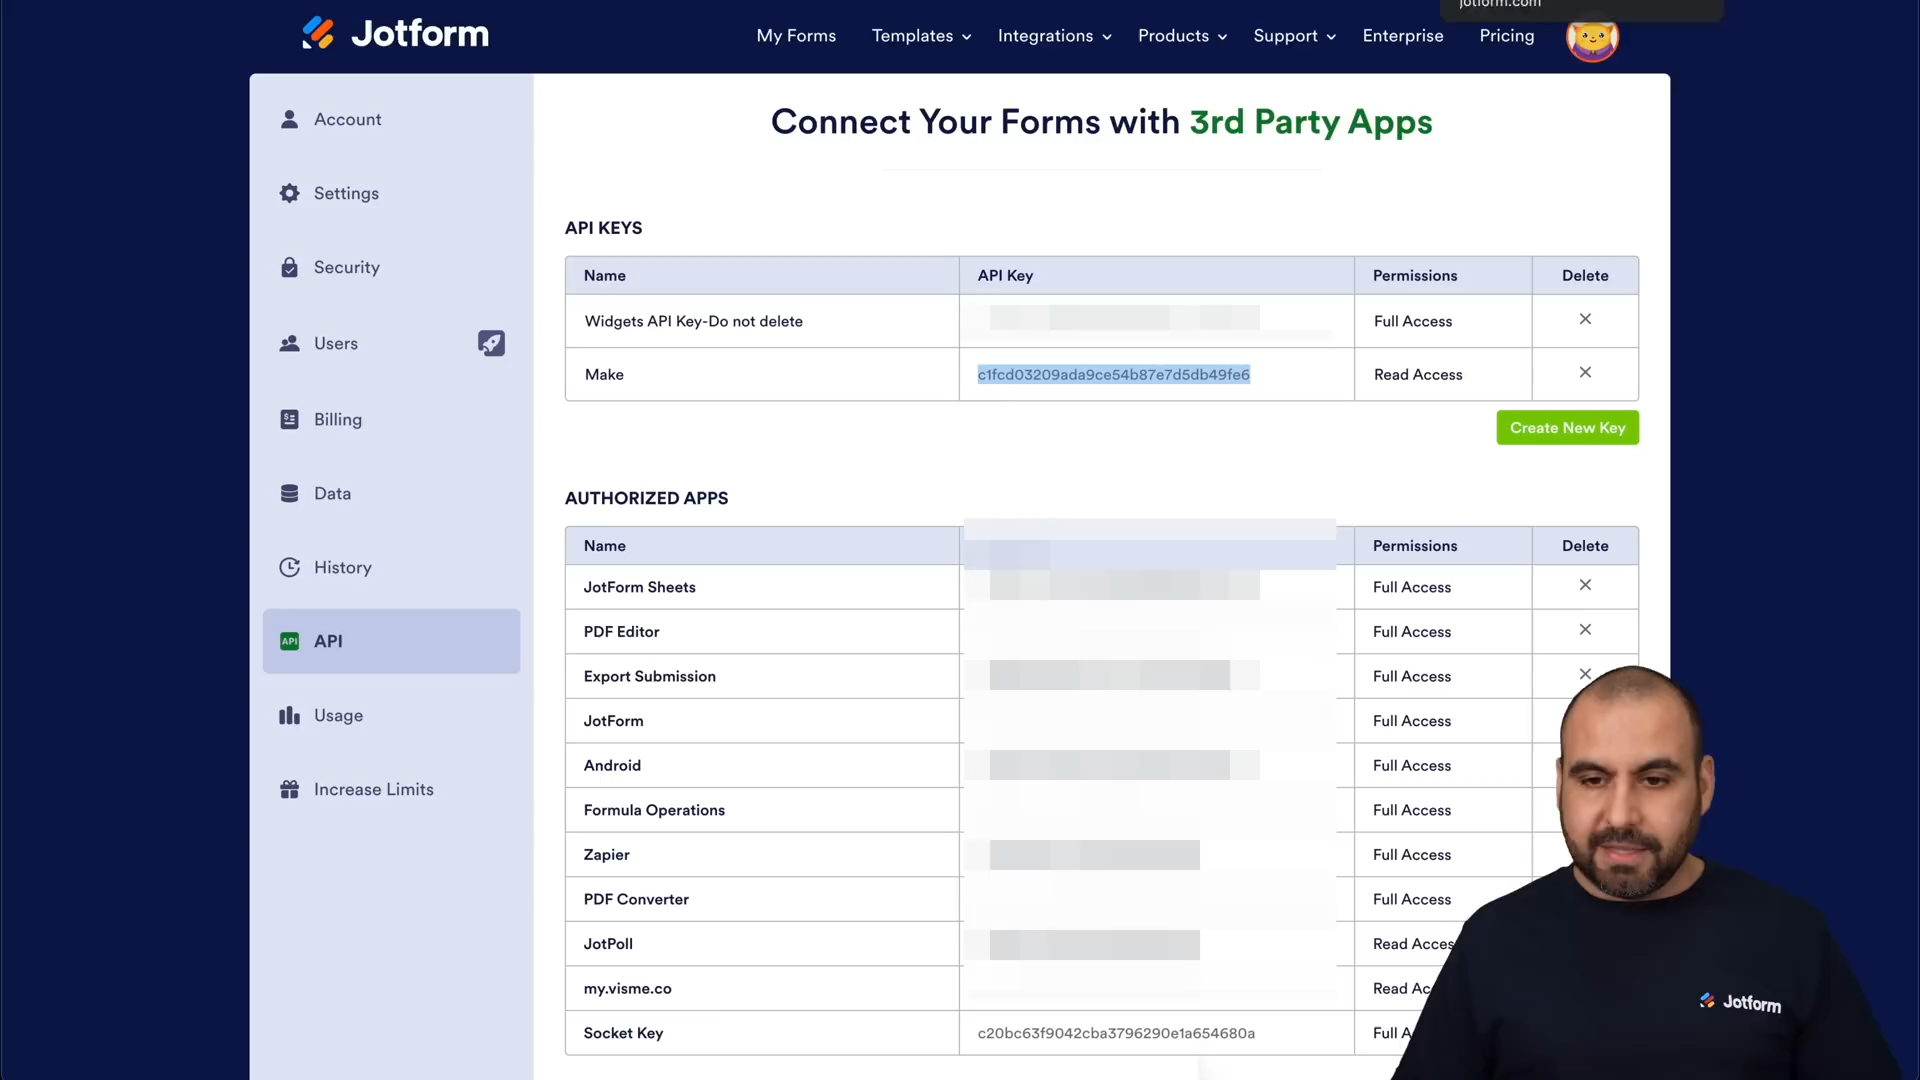 jotform.com
Jotform
My Forms Templates Integrations Products Support Enterprise Pricing
Account
Settings
Security
Users
Billing
Data
History
API API
Usage
Increase Limits
Connect Your Forms with 3rd Party Apps
API KEYS
Name API Key Permissions Delete
Widgets API Key-Do not delete Full Access
Make c1fcd03209ada9ce54b87e7d5db49fe6 Read Access
Create New Key
AUTHORIZED APPS
Name Permissions Delete
JotForm Sheets Full Access
PDF Editor Full Access
Export Submission Full Access
JotForm Full Access
Android Full Access
Formula Operations Full Access
Zapier Full Access
PDF Converter Full Access
JotPoll Read Acces
my.visme.co Read Ac
Socket Key c20bc63f9042cba3796290e1a654680a Full A
Jotform